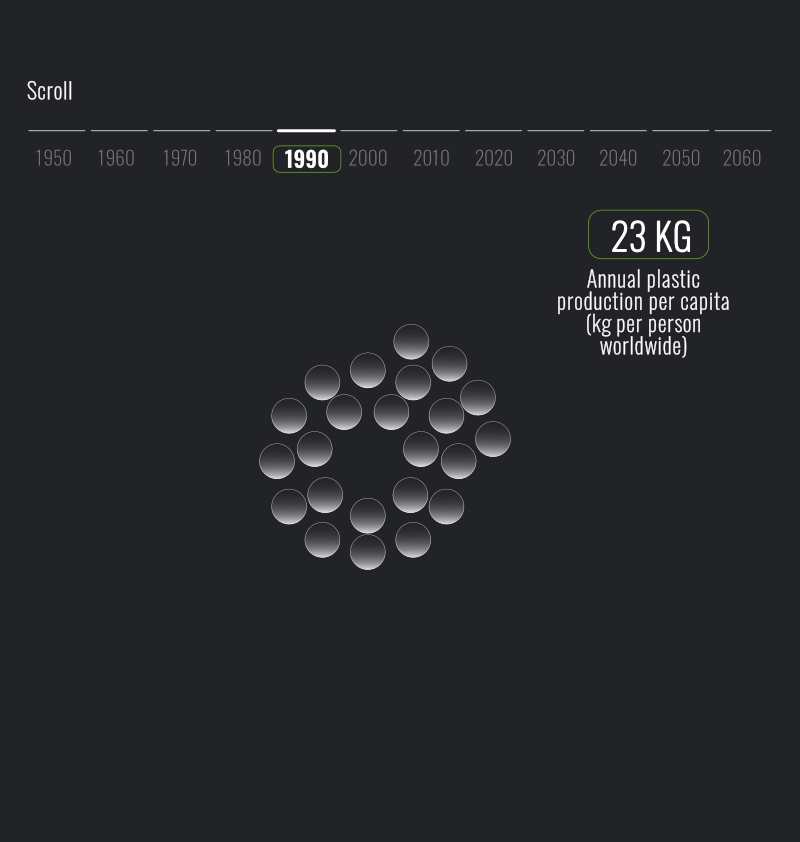 Scroll
1950 1960 1970 1980 1990 2000 2010 2020 2030 2040 2050 2060
23 KG
Annual plastic
production per capita
(kg per person
worldwide)